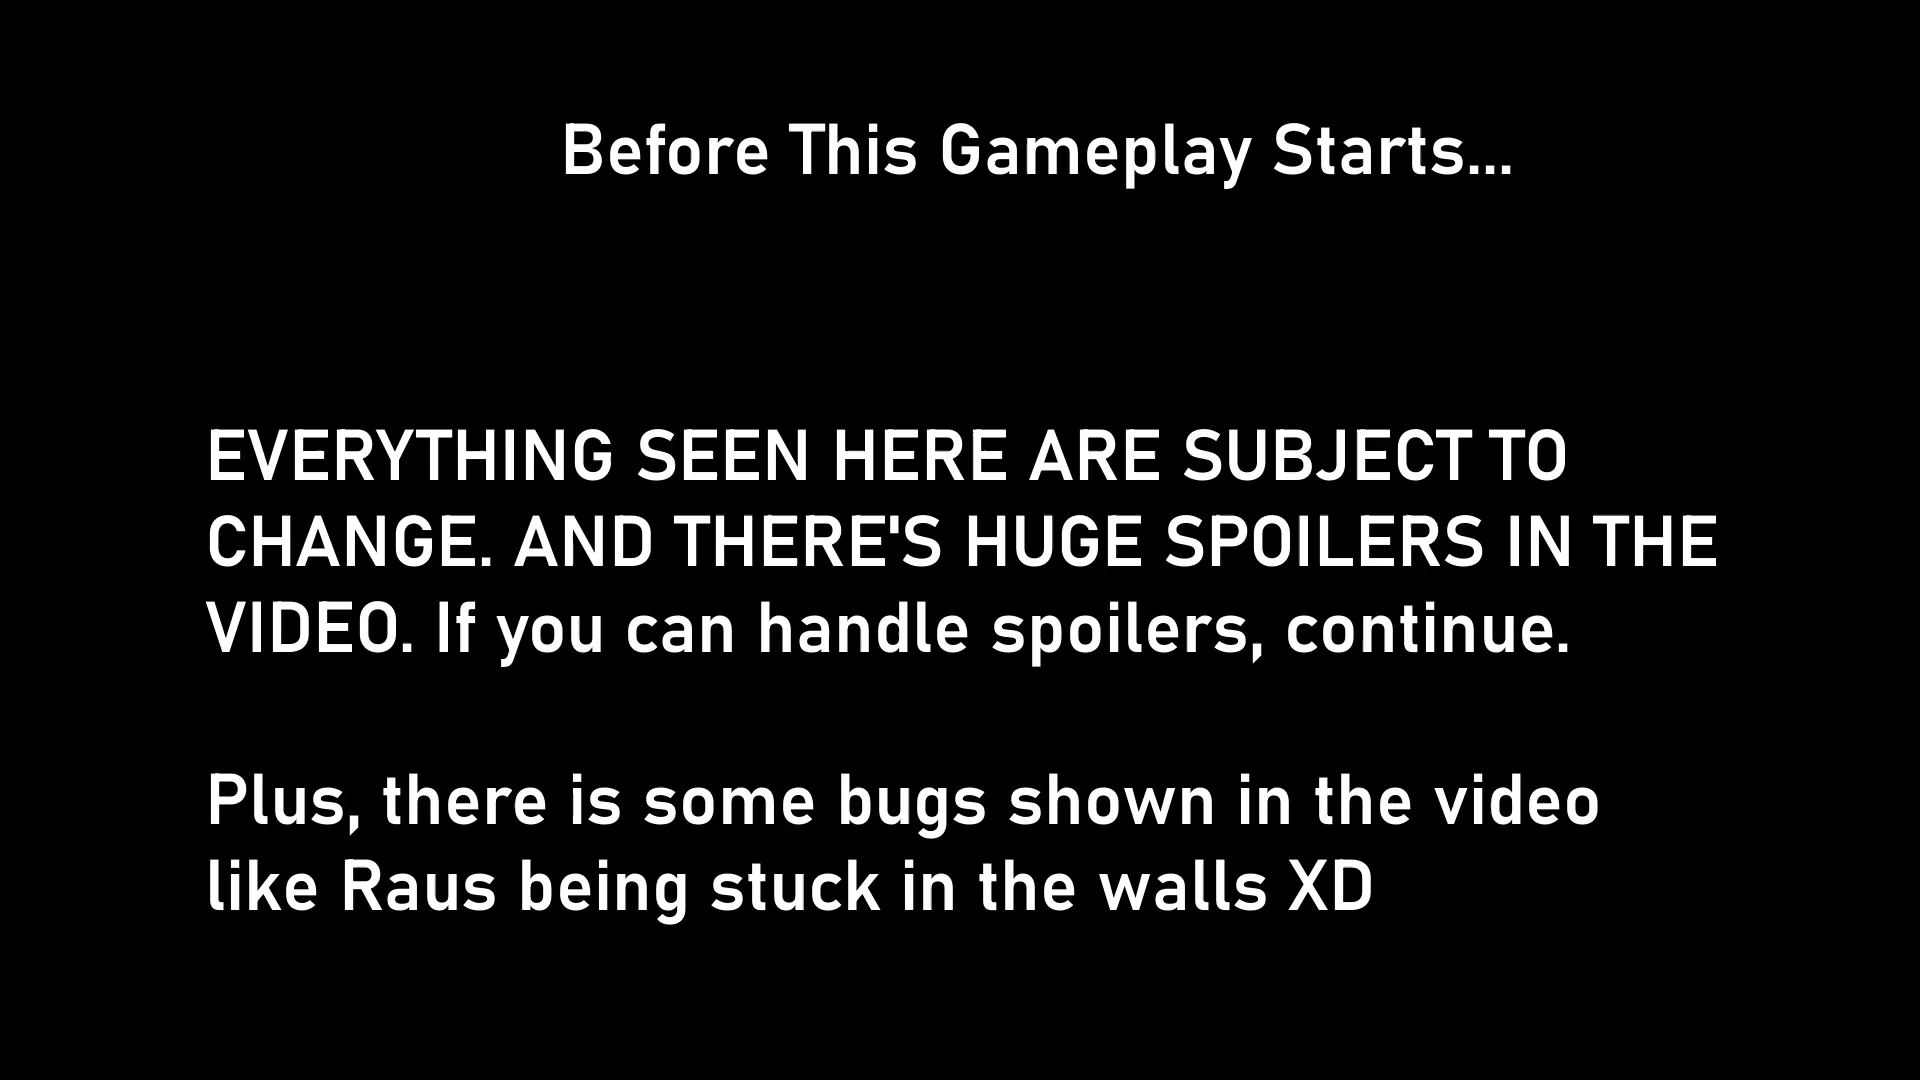 Before This Gameplay Starts...
EVERYTHING SEEN HERE ARE SUBJECT TO
CHANGE. AND THERE'S HUGE SPOILERS IN THE
VIDEO. If you can handle spoilers, continue.
Plus, there is some bugs shown in the video
like Raus being stuck in the walls XD